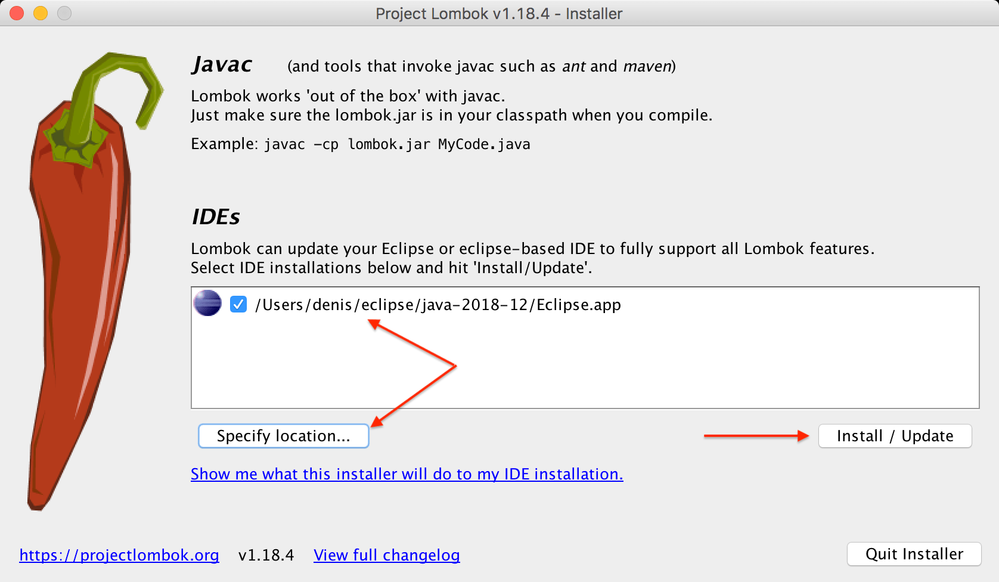 Project Lombok v1.18.4 - Installer
Javac (and tools that invoke javac such as ant and maven)
Lombok works 'out of the box' with javac.
Just make sure the lombok.jar is in your classpath when you compile.
Example: javac -cp lombok.jar MyCode.java
IDEs
Lombok can update your Eclipse or eclipse-based IDE to fully support all Lombok features.
Select IDE installations below and hit 'Install/Update'.
/Users/denis/eclipse/java-2018-12/Eclipse.app
Specify location... Install / Update
Show me what this installer will do to my IDE installation.
https://projectlombok.org v1.18.4 View full changelog Quit Installer